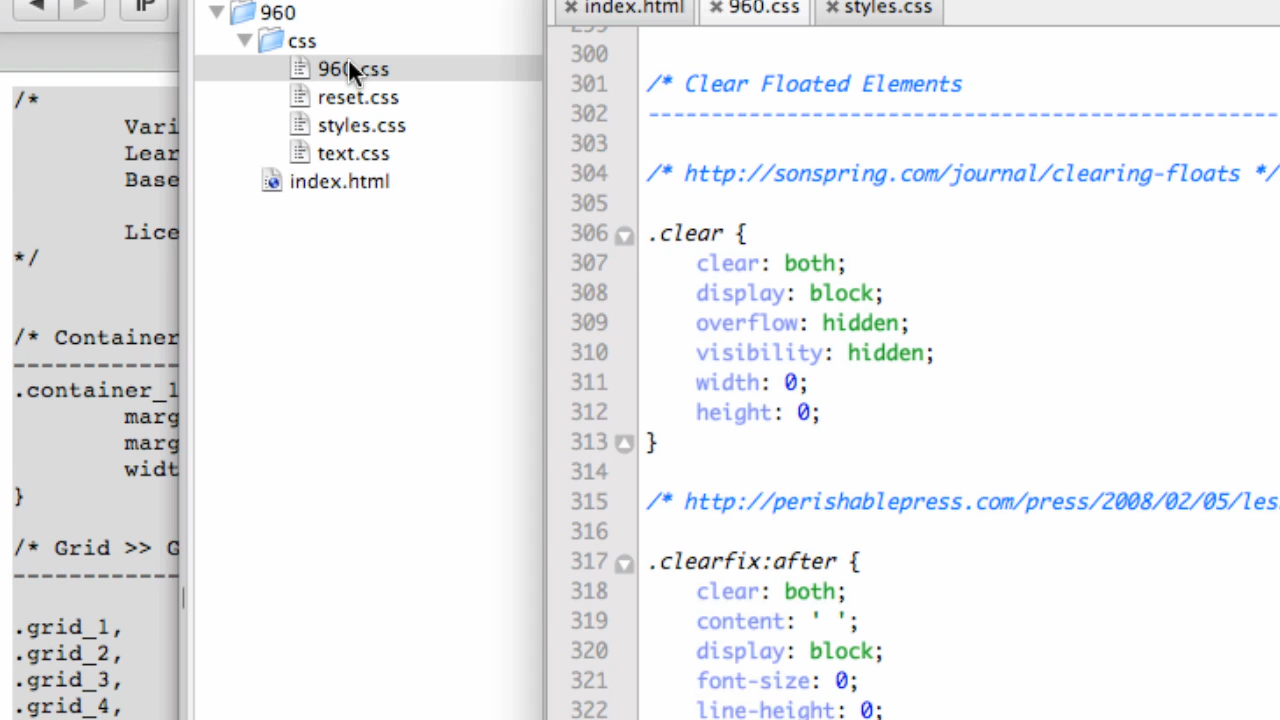 IP
/*
Vari
Lear
Base
Lice
*/
/* Container
------------
.container_1
marg
marg
widt
}
/* Grid >> G
------------
.grid_1,
.grid_2,
.grid_3,
.grid_4,
960
css
960.css
reset.css
styles.css
text.css
index.html
index.html
960.css
styles.css
300
301 /* Clear Floated Elements
302 ----------------------------------------------------
303
304 /* http://sonspring.com/journal/clearing-floats */
305
306 .clear {
307 clear: both;
308 display: block;
309 overflow: hidden;
310 visibility: hidden;
311 width: 0;
312 height: 0;
313 }
314
315 /* http://perishablepress.com/press/2008/02/05/les
316
317 .clearfix:after {
318 clear: both;
319 content: ' ';
320 display: block;
321 font-size: 0;
322 line-height: 0;